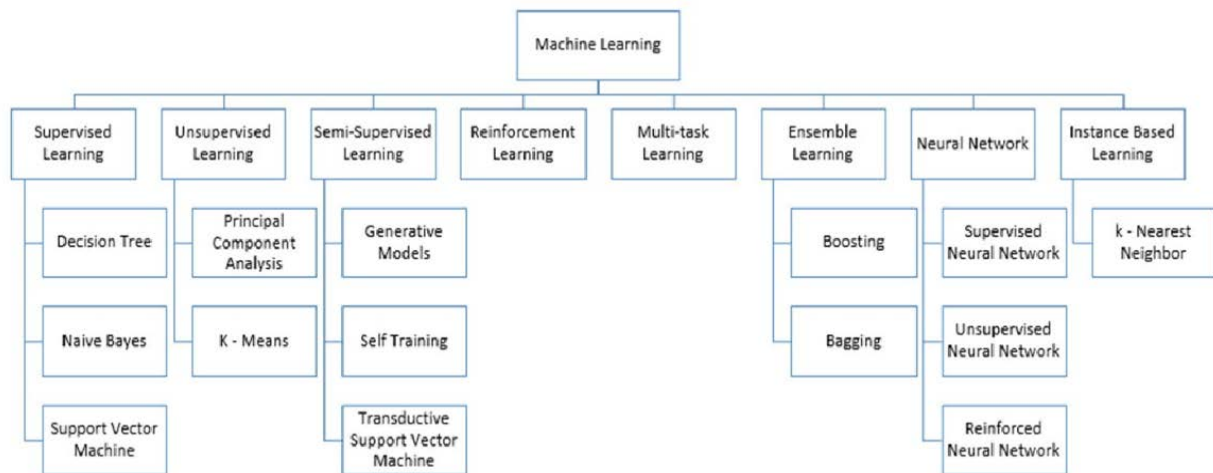 Machine Learning
Supervised
Learning
Unsupervised
Learning
Semi-Supervised
Learning
Reinforcement
Learning
Multi-task
Learning
Ensemble
Learning
Neural Network
Instance Based
Learning
Decision Tree
Principal
Component
Analysis
Generative
Models
Boosting
Supervised
Neural Network
k - Nearest
Neighbor
Naive Bayes
K - Means
Self Training
Bagging
Unsupervised
Neural Network
Support Vector
Machine
Transductive
Support Vector
Machine
Reinforced
Neural Network